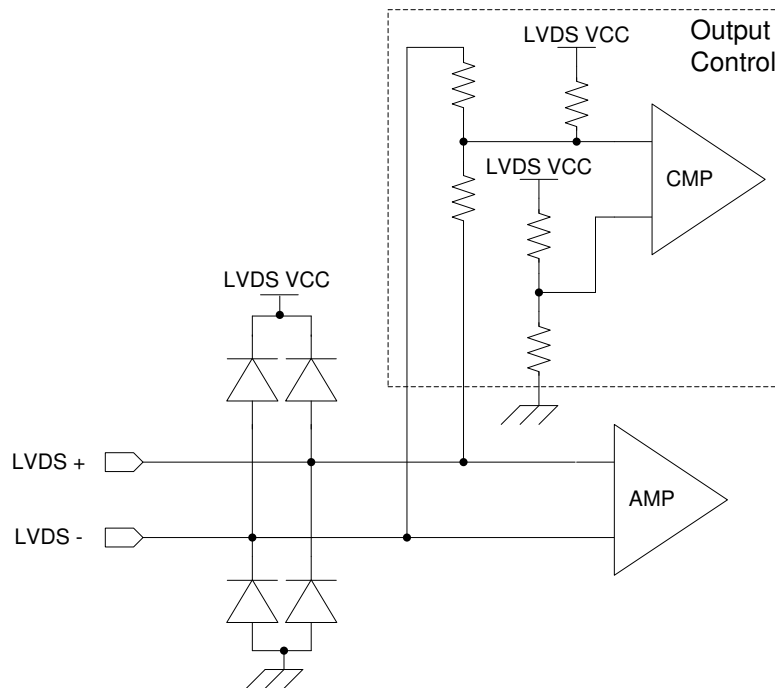 LVDS VCC
Output
Control
LVDS VCC
CMP
LVDS VCC
LVDS +
AMP
LVDS -